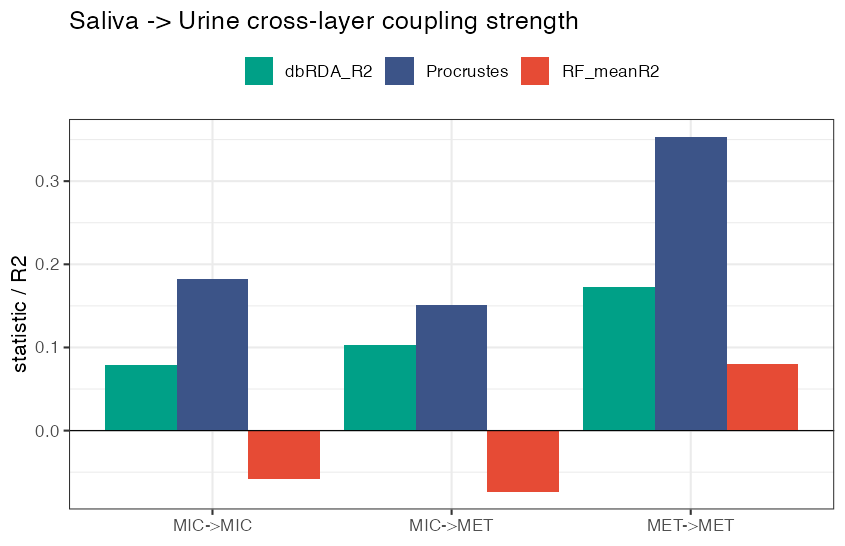 Saliva -> Urine cross-layer coupling strength
dbRDA_R2 Procrustes RF_meanR2
statistic / R2
0.3
0.2
0.1
0.0
MIC->MIC MIC->MET MET->MET